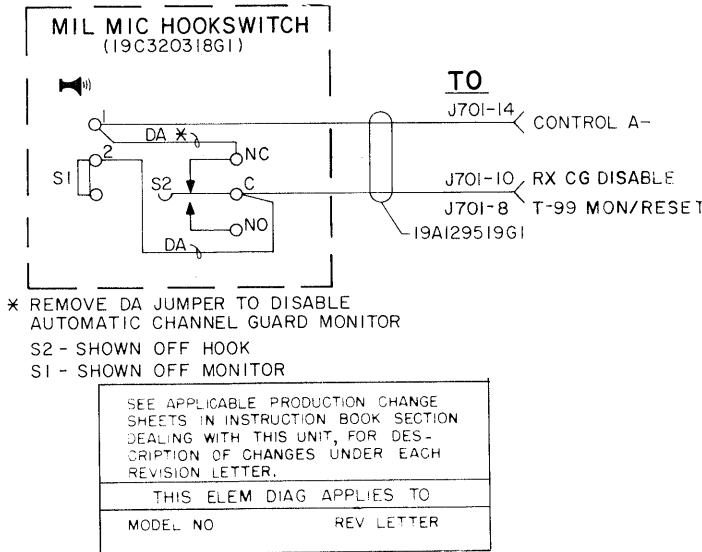 MIL MIC HOOKSWITCH
(19C320318G1)
TO
J701-14
CONTROL A-
1
DA *
2
NC
S1
S2
C
J701-10
RX CG DISABLE
J701-8
T-99 MON/RESET
NO
DA
19A129519G1
* REMOVE DA JUMPER TO DISABLE
AUTOMATIC CHANNEL GUARD MONITOR
S2 - SHOWN OFF HOOK
S1 - SHOWN OFF MONITOR
SEE APPLICABLE PRODUCTION CHANGE
SHEETS IN INSTRUCTION BOOK SECTION
DEALING WITH THIS UNIT, FOR DES-
CRIPTION OF CHANGES UNDER EACH
REVISION LETTER.
THIS ELEM DIAG APPLIES TO
MODEL NO
REV LETTER